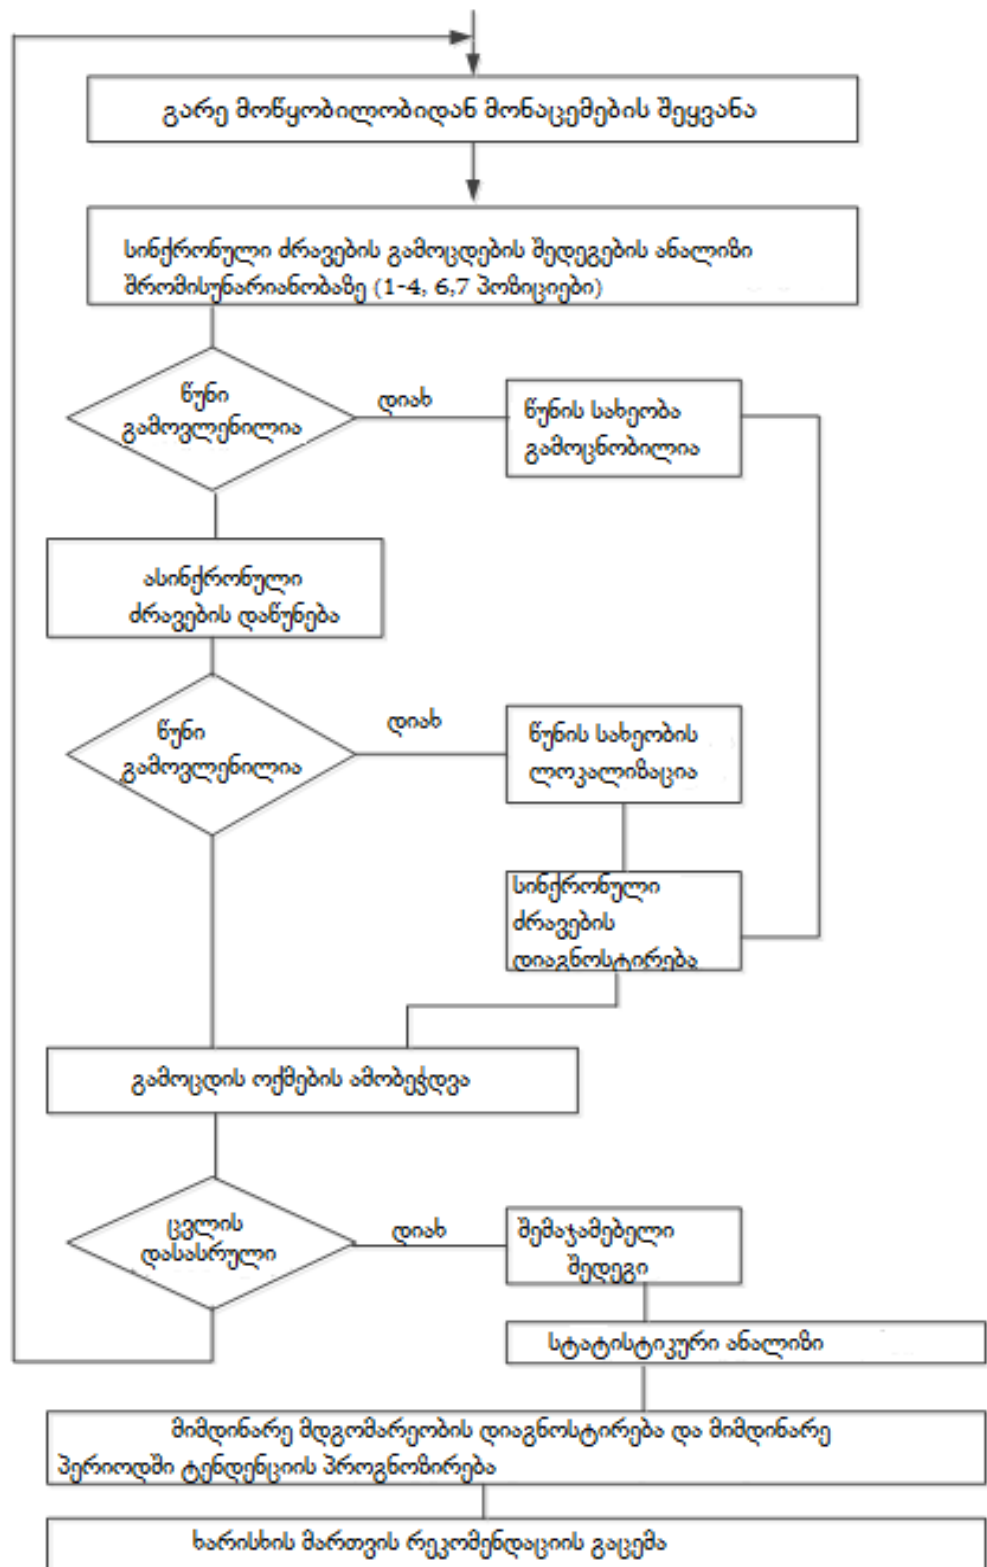 გარე მოწყობილობიდან მონაცემების შეყვანა
სინქრონული ძრავების გამოცდების შედეგების ანალიზი
შრომისუნარიანობაზე (1-4, 6,7 პოზიციები)
წუნი
გამოვლენილია
დიახ
წუნის სახეობა
გამოცნობილია
ასინქრონული
ძრავების დაწუნება
წუნი
გამოვლენილია
დიახ
წუნის სახეობის
ლოკალიზაცია
სინქრონული
ძრავების
დიაგნოსტირება
გამოცდის ოქმების ამობეჭდვა
ცვლის
დასასრული
დიახ
შემაჯამებელი
შედეგი
სტატისტიკური ანალიზი
მიმდინარე მდგომარეობის დიაგნოსტირება და მიმდინარე
პერიოდში ტენდენციის პროგნოზირება
ხარისხის მართვის რეკომენდაციის გაცემა